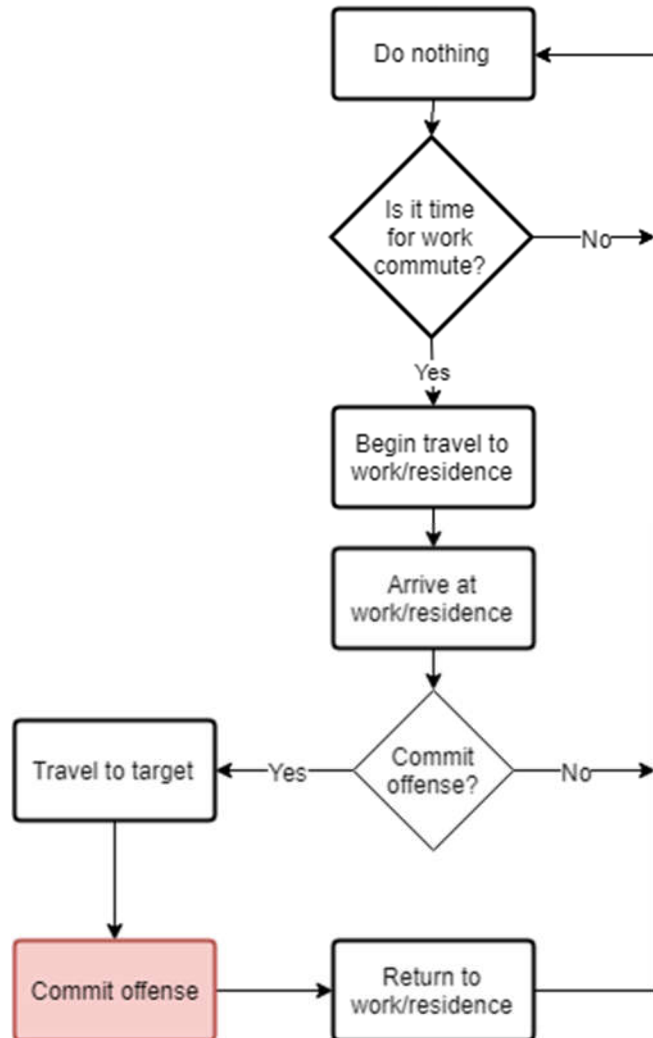 Do nothing
Is it time
for work
commute?
No
Yes
Begin travel to
work/residence
Arrive at
work/residence
Commit
offense?
Yes
No
Travel to target
Commit offense
Return to
work/residence